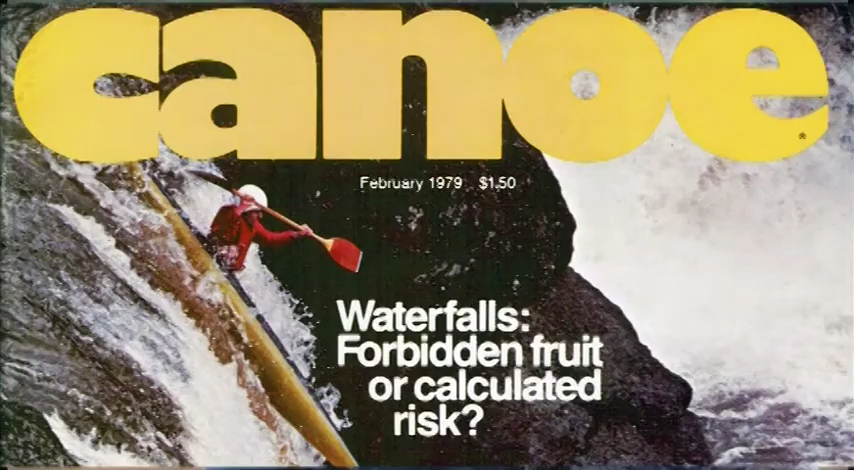 canoe
February 1979 $1.50
Waterfalls:
Forbidden fruit
or calculated
risk?